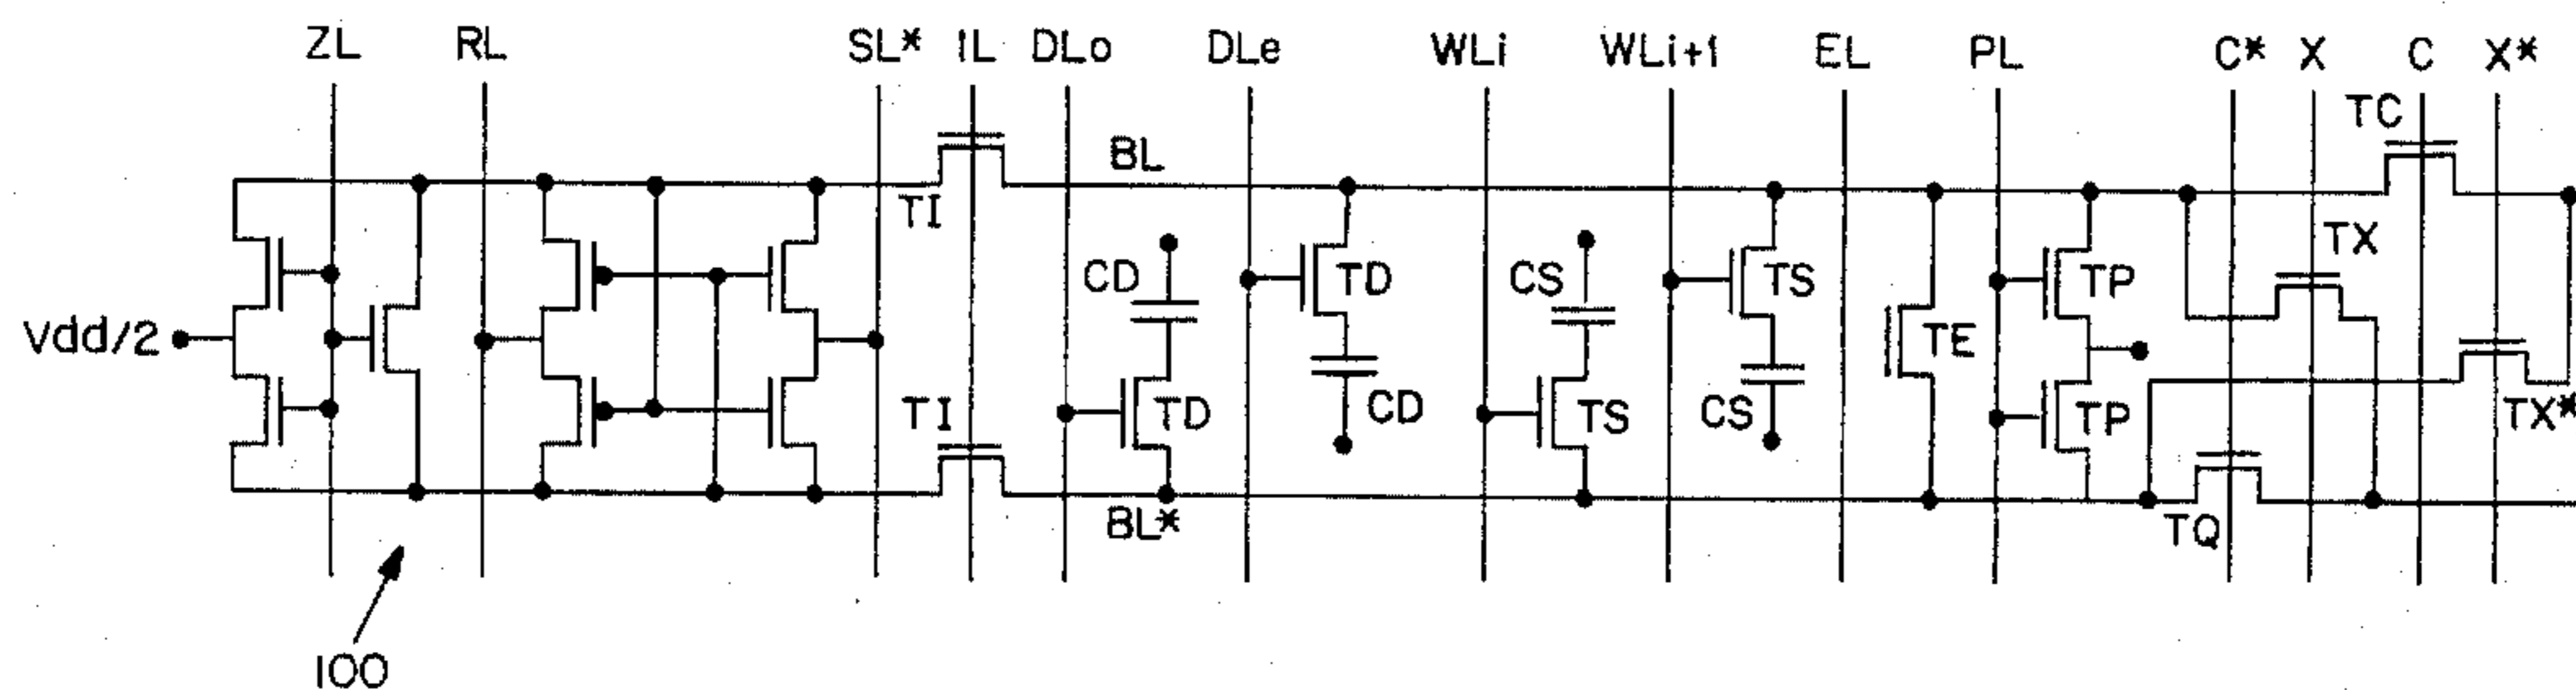 ZL RL SL* IL DLo DLe WLi WLi+1 EL PL C* X C X*
TC
BL
TI TX
CD TD CS TS TP
Vdd/2 TE
TI TD CD TS CS TP TX*
BL* TQ
100